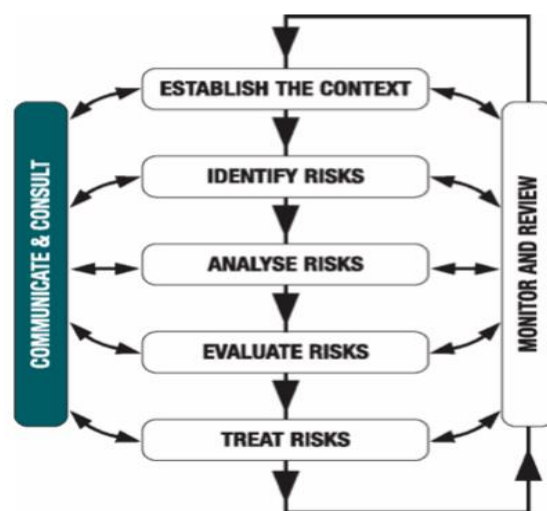 ESTABLISH THE CONTEXT
IDENTIFY RISKS
ANALYSE RISKS
EVALUATE RISKS
TREAT RISKS
COMMUNICATE & CONSULT
MONITOR AND REVIEW